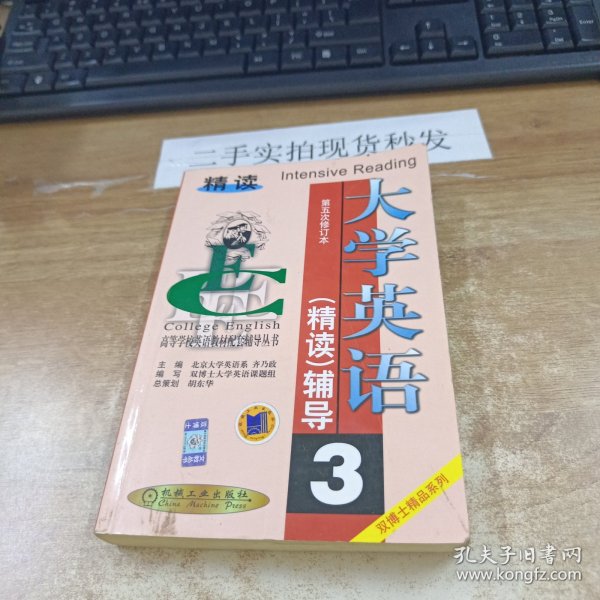 二手实拍现货秒发
精读
Intensive Reading
第五次修订本
大学英语
(精读)辅导
3
CEEE
College English
高等学校英语教材配套辅导丛书
主 编 北京大学英语系 齐乃政
编 写 双博士大学英语课题组
总策划 胡东华
机械工业出版社
China Machine Press
双博士精品系列
孔夫子旧书网
www.kongfz.com